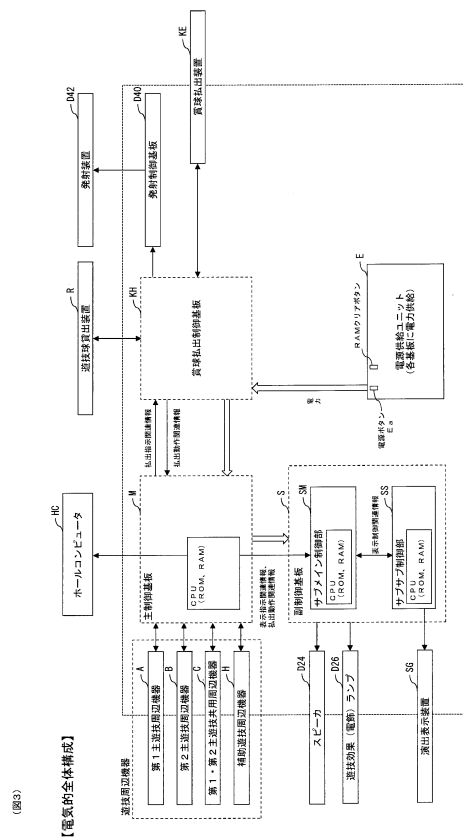 （図3）
【電気的全体構成】
HC
ホールコンピュータ
R
遊技球貸出装置
D42
発射装置
D40
発射制御基板
KE
賞球払出装置
KH
賞球払出制御基板
払出指示関連情報
払出動作関連情報
M
主制御基板
CPU
(ROM, RAM)
遊技周辺機器
A
第1主遊技周辺機器
B
第2主遊技周辺機器
C
第1・第2主遊技共用周辺機器
H
補助遊技周辺機器
表示指示関連情報、
払出動作関連情報
電力
E
RAMクリアボタン
電源ボタン
Ea
電源供給ユニット
(各基板に電力供給)
S
副制御基板
SM
サブメイン制御部
CPU
(ROM, RAM)
表示制御関連情報
SS
サブサブ制御部
CPU
(ROM, RAM)
D24
スピーカ
D26
遊技効果（電飾）ランプ
SG
演出表示装置